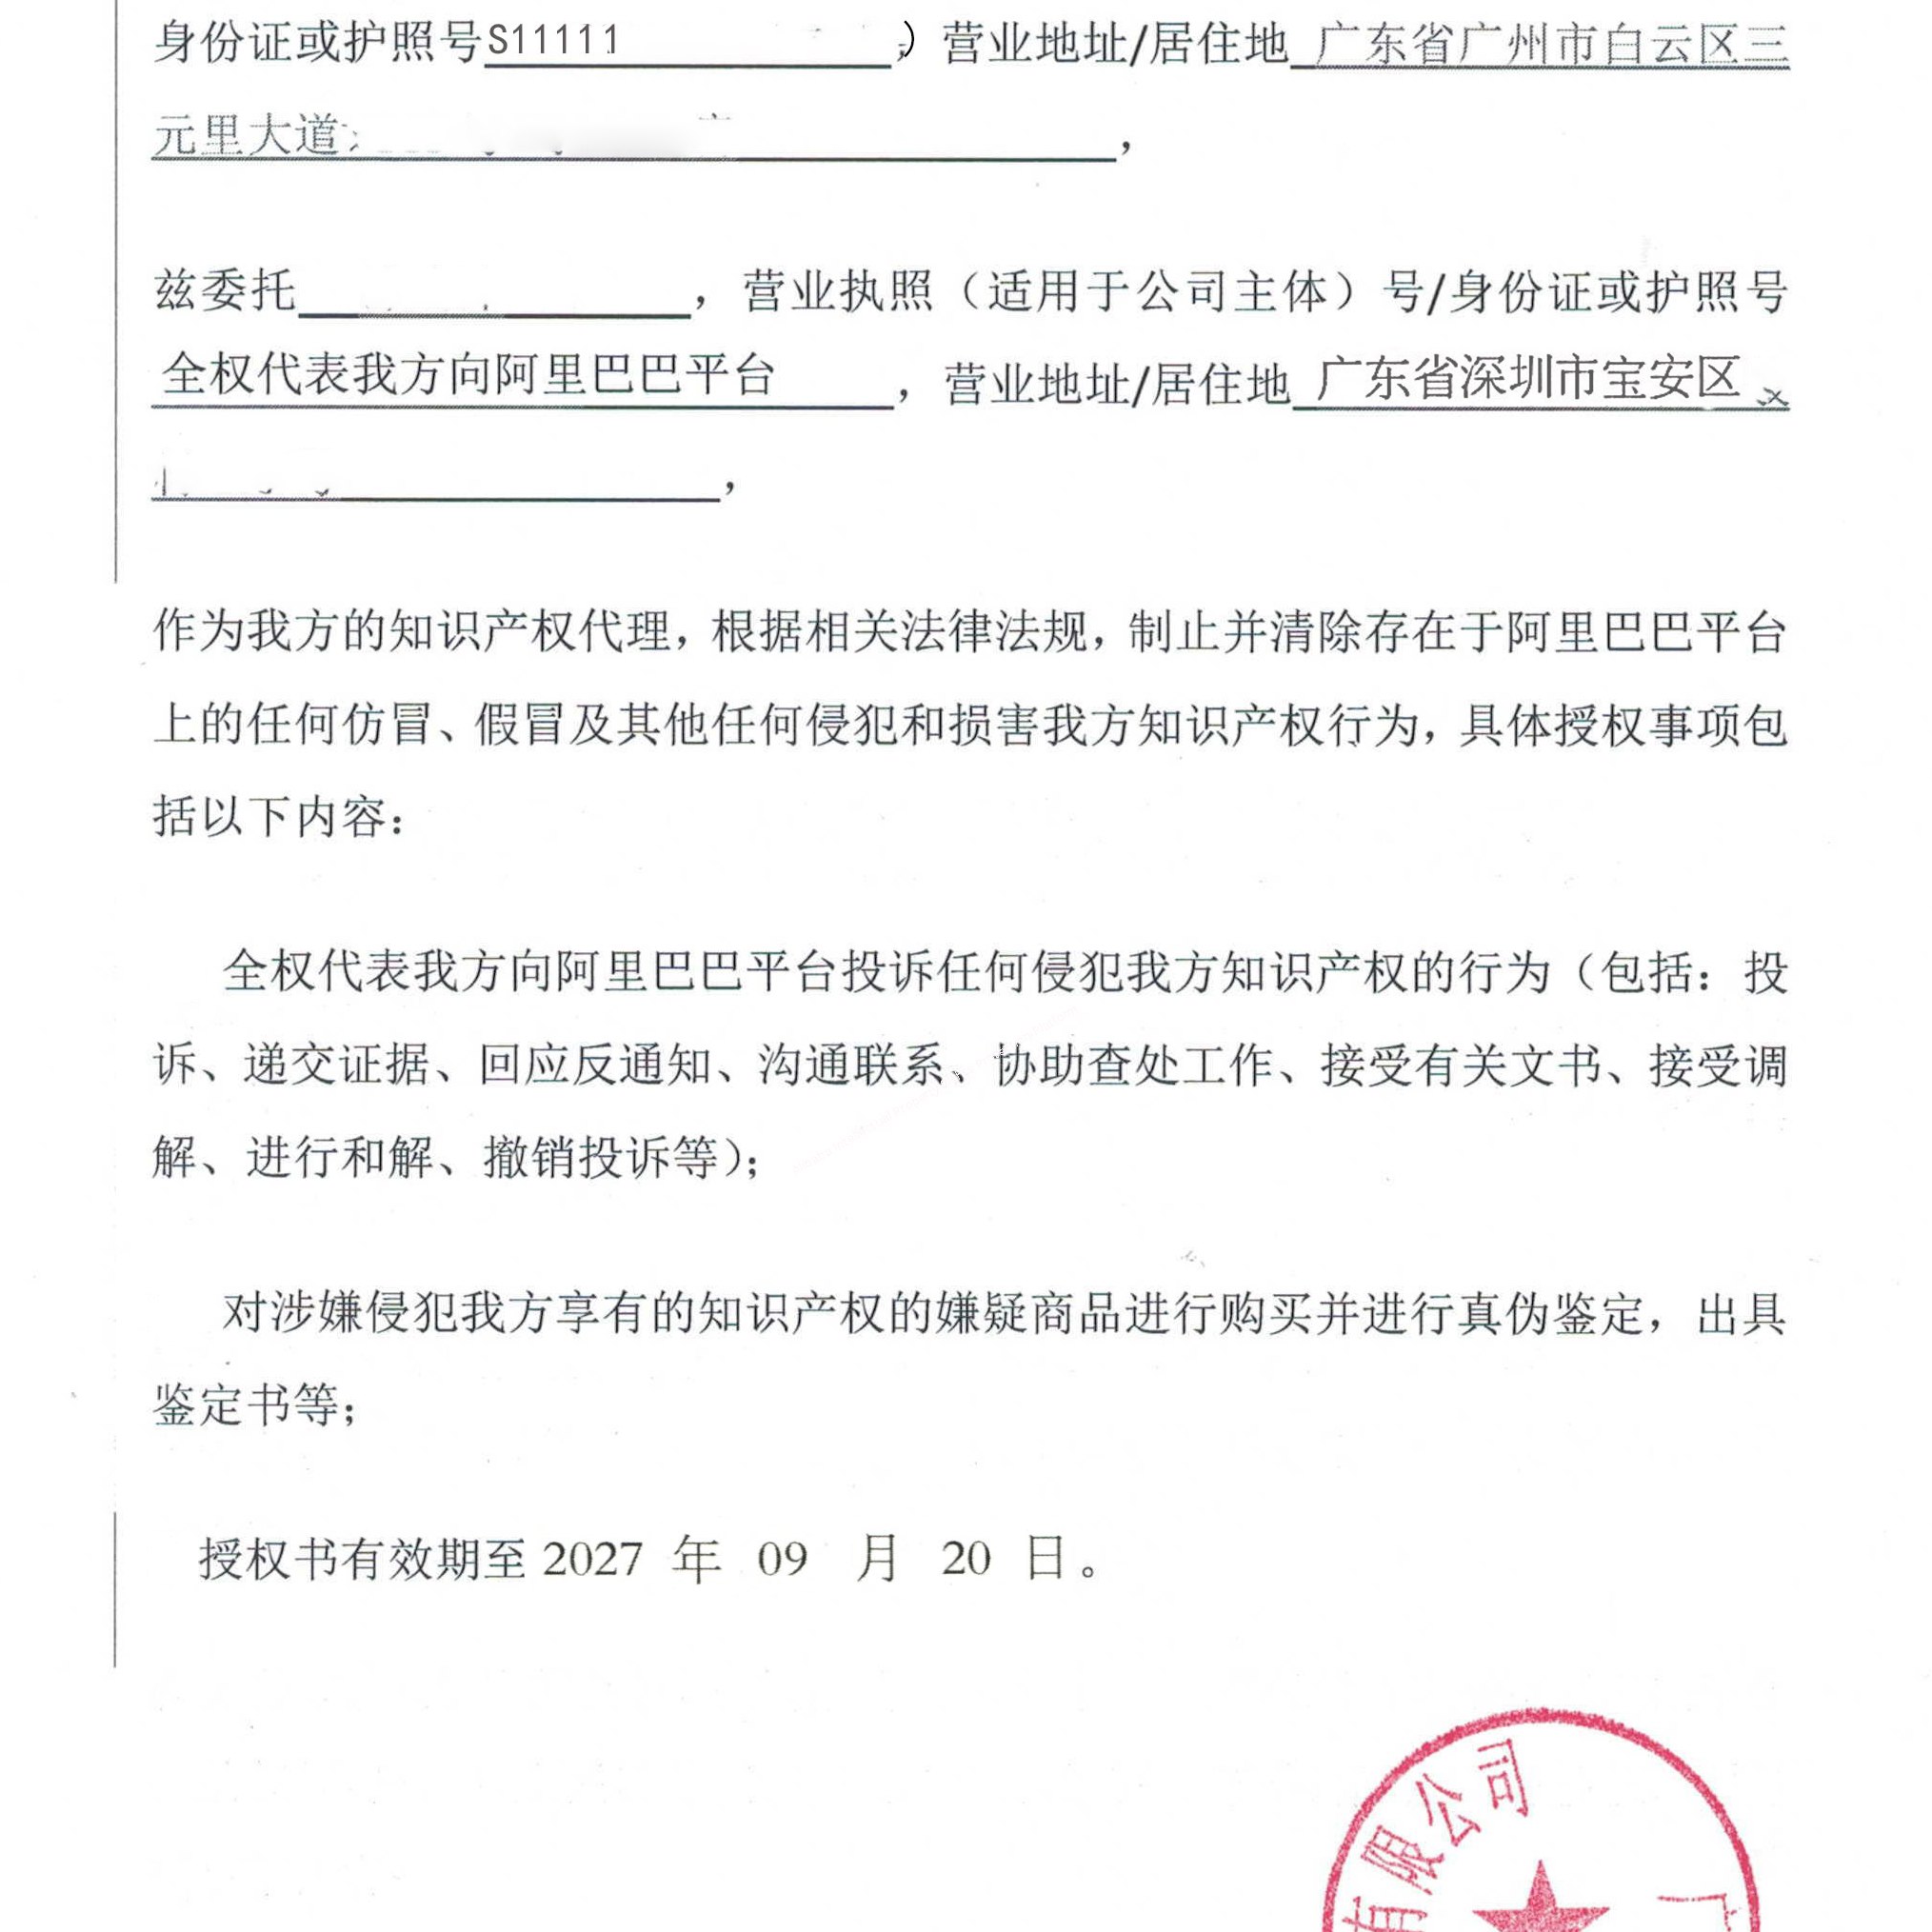 身份证或护照号S11111 ）营业地址/居住地 广东省广州市白云区三
元里大道 ，
兹委托 ，营业执照（适用于公司主体）号/身份证或护照号
全权代表我方向阿里巴巴平台 ，营业地址/居住地 广东省深圳市宝安区
，
作为我方的知识产权代理，根据相关法律法规，制止并清除存在于阿里巴巴平台
上的任何仿冒、假冒及其他任何侵犯和损害我方知识产权行为，具体授权事项包
括以下内容：
全权代表我方向阿里巴巴平台投诉任何侵犯我方知识产权的行为（包括：投
诉、递交证据、回应反通知、沟通联系、协助查处工作、接受有关文书、接受调
解、进行和解、撤销投诉等）；
对涉嫌侵犯我方享有的知识产权的嫌疑商品进行购买并进行真伪鉴定，出具
鉴定书等；
授权书有效期至 2027 年 09 月 20 日。
有限公司